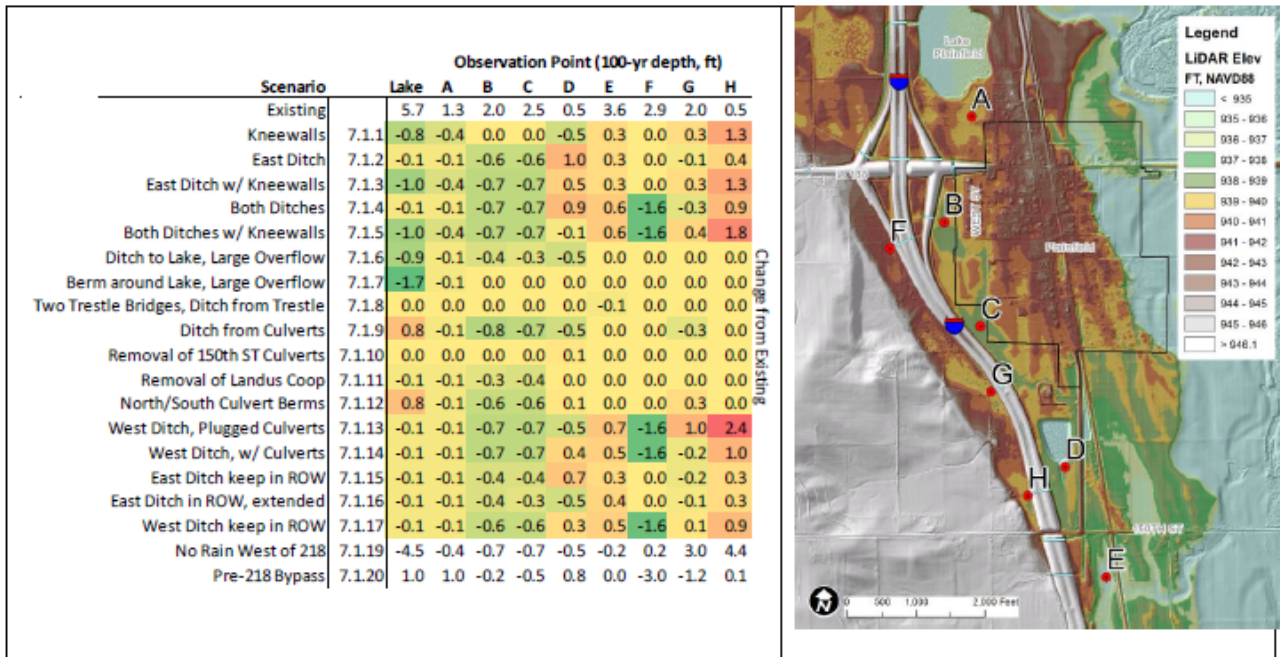 Observation Point (100-yr depth, ft)
Scenario Lake A B C D E F G H
Existing 5.7 1.3 2.0 2.5 0.5 3.6 2.9 2.0 0.5
Kneewalls 7.1.1 -0.8 -0.4 0.0 0.0 -0.5 0.3 0.0 0.3 1.3
East Ditch 7.1.2 -0.1 -0.1 -0.6 -0.6 1.0 0.3 0.0 -0.1 0.4
East Ditch w/ Kneewalls 7.1.3 -1.0 -0.4 -0.7 -0.7 0.5 0.3 0.0 0.3 1.3
Both Ditches 7.1.4 -0.1 -0.1 -0.7 -0.7 0.9 0.6 -1.6 -0.3 0.9
Both Ditches w/ Kneewalls 7.1.5 -1.0 -0.4 -0.7 -0.7 -0.1 0.6 -1.6 0.4 1.8
Ditch to Lake, Large Overflow 7.1.6 -0.9 -0.1 -0.4 -0.3 -0.5 0.0 0.0 0.0 0.0
Berm around Lake, Large Overflow 7.1.7 -1.7 -0.1 0.0 0.0 0.0 0.0 0.0 0.0 0.0
Two Trestle Bridges, Ditch from Trestle 7.1.8 0.0 0.0 0.0 0.0 0.0 -0.1 0.0 0.0 0.0
Ditch from Culverts 7.1.9 0.8 -0.1 -0.8 -0.7 -0.5 0.0 0.0 -0.3 0.0
Removal of 150th ST Culverts 7.1.10 0.0 0.0 0.0 0.0 0.1 0.0 0.0 0.0 0.0
Removal of Landus Coop 7.1.11 -0.1 -0.1 -0.3 -0.4 0.0 0.0 0.0 0.0 0.0
North/South Culvert Berms 7.1.12 0.8 -0.1 -0.6 -0.6 0.1 0.0 0.0 0.3 0.0
West Ditch, Plugged Culverts 7.1.13 -0.1 -0.1 -0.7 -0.7 -0.5 0.7 -1.6 1.0 2.4
West Ditch, w/ Culverts 7.1.14 -0.1 -0.1 -0.7 -0.7 0.4 0.5 -1.6 -0.2 1.0
East Ditch keep in ROW 7.1.15 -0.1 -0.1 -0.4 -0.4 0.7 0.3 0.0 -0.2 0.3
East Ditch in ROW, extended 7.1.16 -0.1 -0.1 -0.4 -0.3 -0.5 0.4 0.0 -0.1 0.3
West Ditch keep in ROW 7.1.17 -0.1 -0.1 -0.6 -0.6 0.3 0.5 -1.6 0.1 0.9
No Rain West of 218 7.1.19 -4.5 -0.4 -0.7 -0.7 -0.5 -0.2 0.2 3.0 4.4
Pre-218 Bypass 7.1.20 1.0 1.0 -0.2 -0.5 0.8 0.0 -3.0 -1.2 0.1
Change from Existing
Lake
Plainfield
A
B
WEST ST
F
Plainfield
C
G
D
H
150TH ST
E
N
0 500 1,000 2,000 Feet
Legend
LiDAR Elev
FT, NAVD88
< 935
935 - 936
936 - 937
937 - 938
938 - 939
939 - 940
940 - 941
941 - 942
942 - 943
943 - 944
944 - 945
945 - 946
> 946.1